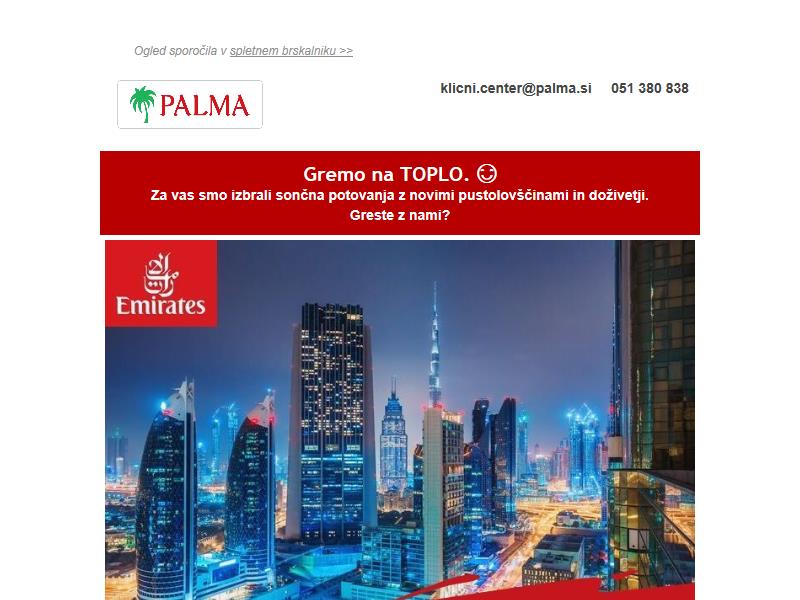 Ogled sporočila v spletnem brskalniku >>
PALMA
klicni.center@palma.si 051 380 838
Gremo na TOPLO. 😊
Za vas smo izbrali sončna potovanja z novimi pustolovščinami in doživetji.
Greste z nami?
Emirates